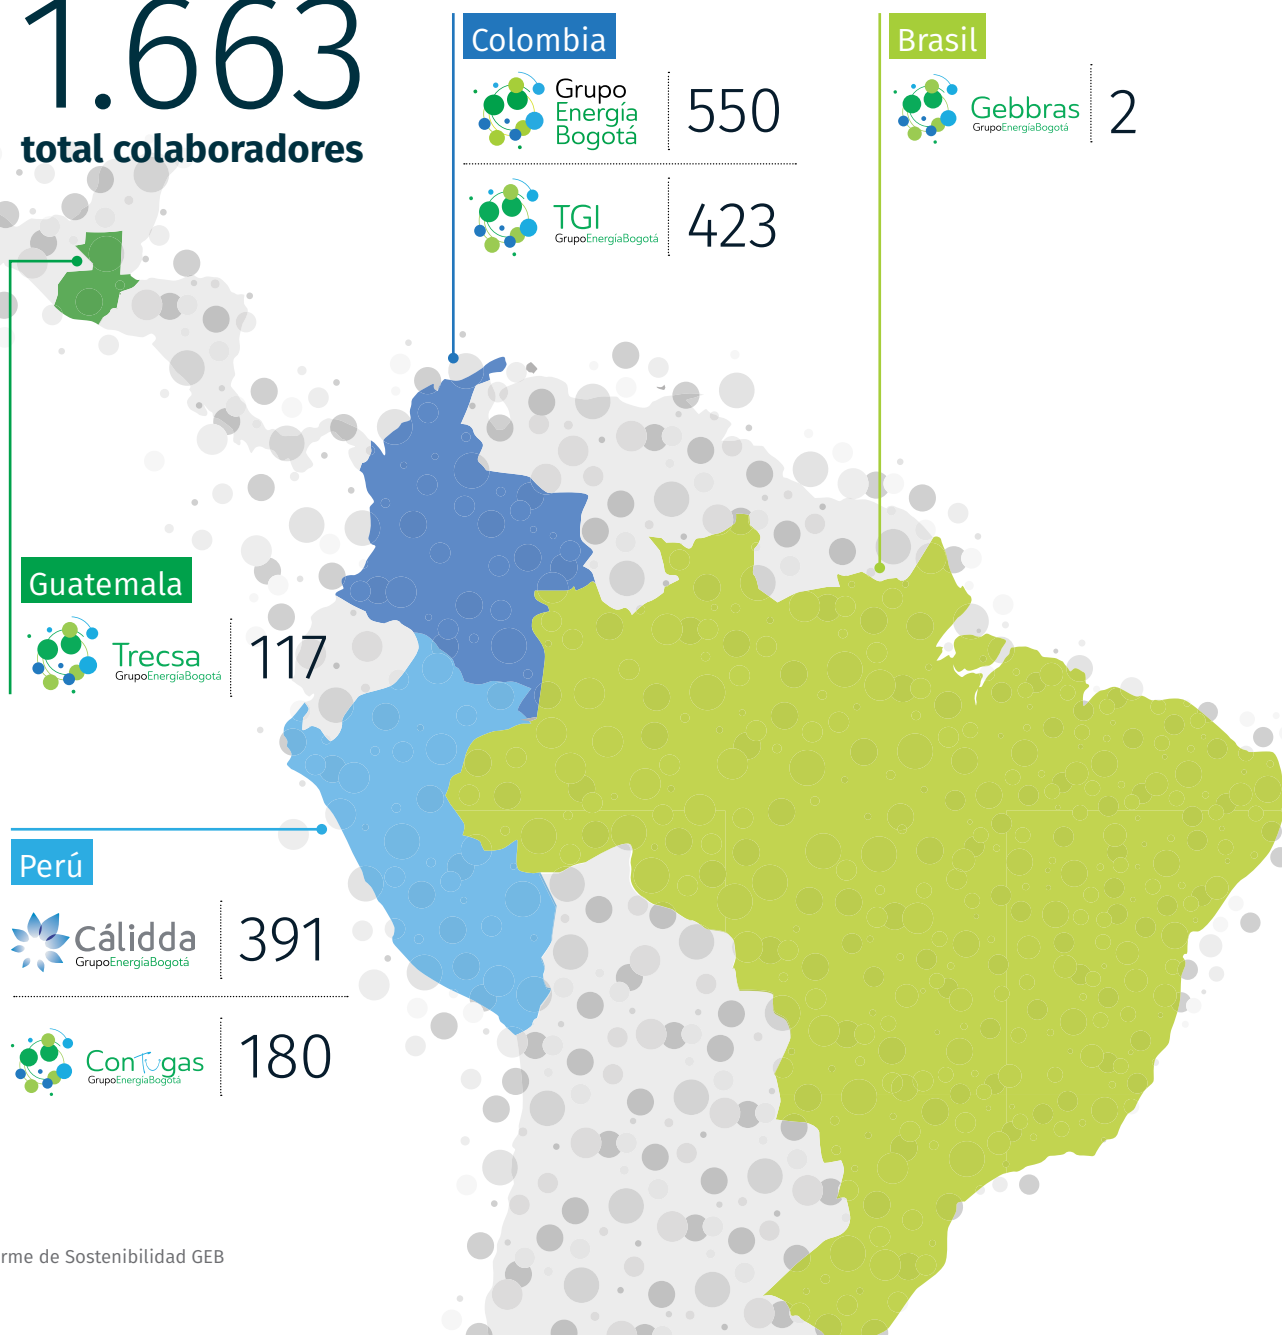 1.663
total colaboradores
Colombia
Grupo
Energía
Bogotá
550
TGI
GrupoEnergíaBogotá
423
Brasil
Gebbras
GrupoEnergíaBogotá
2
Guatemala
Trecsa
GrupoEnergíaBogotá
117
Perú
Cálidda
GrupoEnergíaBogotá
391
ConTugas
GrupoEnergíaBogotá
180
rme de Sostenibilidad GEB